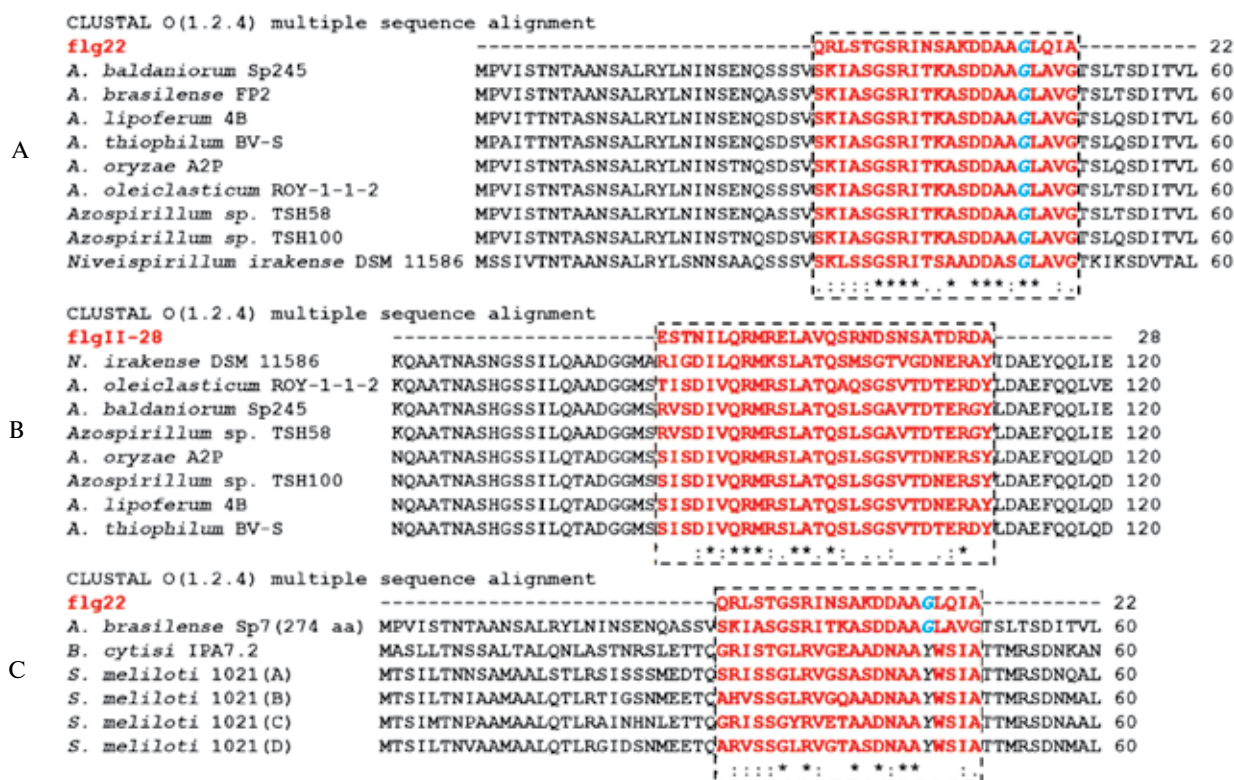 CLUSTAL O(1.2.4) multiple sequence alignment
flg22 ----------------------------QRLSTGSRINSAKDDAAGLQIA---------- 22
A. baldaniorum Sp245 MPVISTNTAANSALRYLNINSENQSSSVSKIASGSRITKASDDAAGLAVGTSLTSDITVL 60
A. brasilense FP2 MPVISTNTAANSALRYLNINSENQASSVSKIASGSRITKASDDAAGLAVGTSLTSDITVL 60
A. lipoferum 4B MPVITTNTASNSALRYLNINSENQSDSVSKIASGSRITKASDDAAGLAVGTSLQSDITVL 60
A. thiophilum BV-S MPAITTNTASNSALRYLNINSENQSDSVSKIASGSRITKASDDAAGLAVGTSLQSDITVL 60
A. oryzae A2P MPVISTNTASNSALRYLNINSTNQSDSVSKIASGSRITKASDDAAGLAVGTSLQSDITVL 60
A. oleiclasticum ROY-1-1-2 MPVISTNTASNSALRYLNINSENQSSSVSKIASGSRITKASDDAAGLAVGTSLTSDITVL 60
Azospirillum sp. TSH58 MPVISTNTAANSALRYLNINSENQASSVSKIASGSRITKASDDAAGLAVGTSLTSDITVL 60
Azospirillum sp. TSH100 MPVISTNTASNSALRYLNINSTNQSDSVSKIASGSRITKASDDAAGLAVGTSLQSDITVL 60
Niveispirillum irakense DSM 11586 MSSIVTNTAALSALRYLSNNSAAQSSSVSKLSSGSRITSAADDASGLAVGTKIKSDVTAL 60
.::::****..* ***:** :.
A
CLUSTAL O(1.2.4) multiple sequence alignment
flgII-28 ----------------------ESTNILQRMRELAVQSRNDSNSATDRDA---------- 28
N. irakense DSM 11586 KQAATNASNGSSILQAADGGMARIGDILQRMKSLATQSMSGTVGDNERAYIDAEYQQLIE 120
A. oleiclasticum ROY-1-1-2 KQAATNASHGSSILQAADGGMSTISDIVQRMRSLATQAQSGSVTDTERDYLDAEFQQLVE 120
A. baldaniorum Sp245 KQAATNASHGSSILQAADGGMSRVSDIVQRMRSLATQSLSGAVTDTERGYLDAEFQQLIE 120
Azospirillum sp. TSH58 KQAATNASHGSSILQAADGGMSRVSDIVQRMRSLATQSLSGAVTDTERGYLDAEFQQLIE 120
A. oryzae A2P NQAATNASHGSSILQTADGGMSSISDIVQRMRSLATQSLSGSVTDNERSYLDAEFQQLQD 120
Azospirillum sp. TSH100 NQAATNASHGSSILQTADGGMSSISDIVQRMRSLATQSLSGSVTDNERSYLDAEFQQLQD 120
A. lipoferum 4B NQAATNASHGSSILQTADGGMSSISDIVQRMRSLATQSLSGSVTDNERAYLDAEFQQLQD 120
A. thiophilum BV-S NQAATNASHGSSILQTADGGMSSISDIVQRMRSLATQSLSGSVTDTERDYLDAEFQQLQD 120
:*:***:.**.*: ..: .:*
B
CLUSTAL O(1.2.4) multiple sequence alignment
flg22 ----------------------------QRLSTGSRINSAKDDAAGLQIA---------- 22
A. brasilense Sp7(274 aa) MPVISTNTAANSALRYLNINSENQASSVSKIASGSRITKASDDAAGLAVGTSLTSDITVL 60
B. cytisi IPA7.2 MASLLTNSSALTALQNLASTNRSLETTQGRISTGLRVGEAADNAAYWSIATTMRSDNKAN 60
S. meliloti 1021(A) MTSILTNNSAMAALSTLRSISSSMEDTQSRISSGLRVGSASDNAAYWSIATTMRSDNQAL 60
S. meliloti 1021(B) MTSILTNIAAMAALQTLRTIGSNMEETQAHVSSGLRVGQAADNAAYWSIATTMRSDNMAL 60
S. meliloti 1021(C) MTSIMTNPAAMAALQTLRAINHNLETTQGRISSGYRVETAADNAAYWSIATTMRSDNAAL 60
S. meliloti 1021(D) MTSILTNVAAMAALQTLRGIDSNMEETQARVSSGLRVGTASDNAAYWSIATTMRSDNMAL 60
::::* *: * *:** :.
C